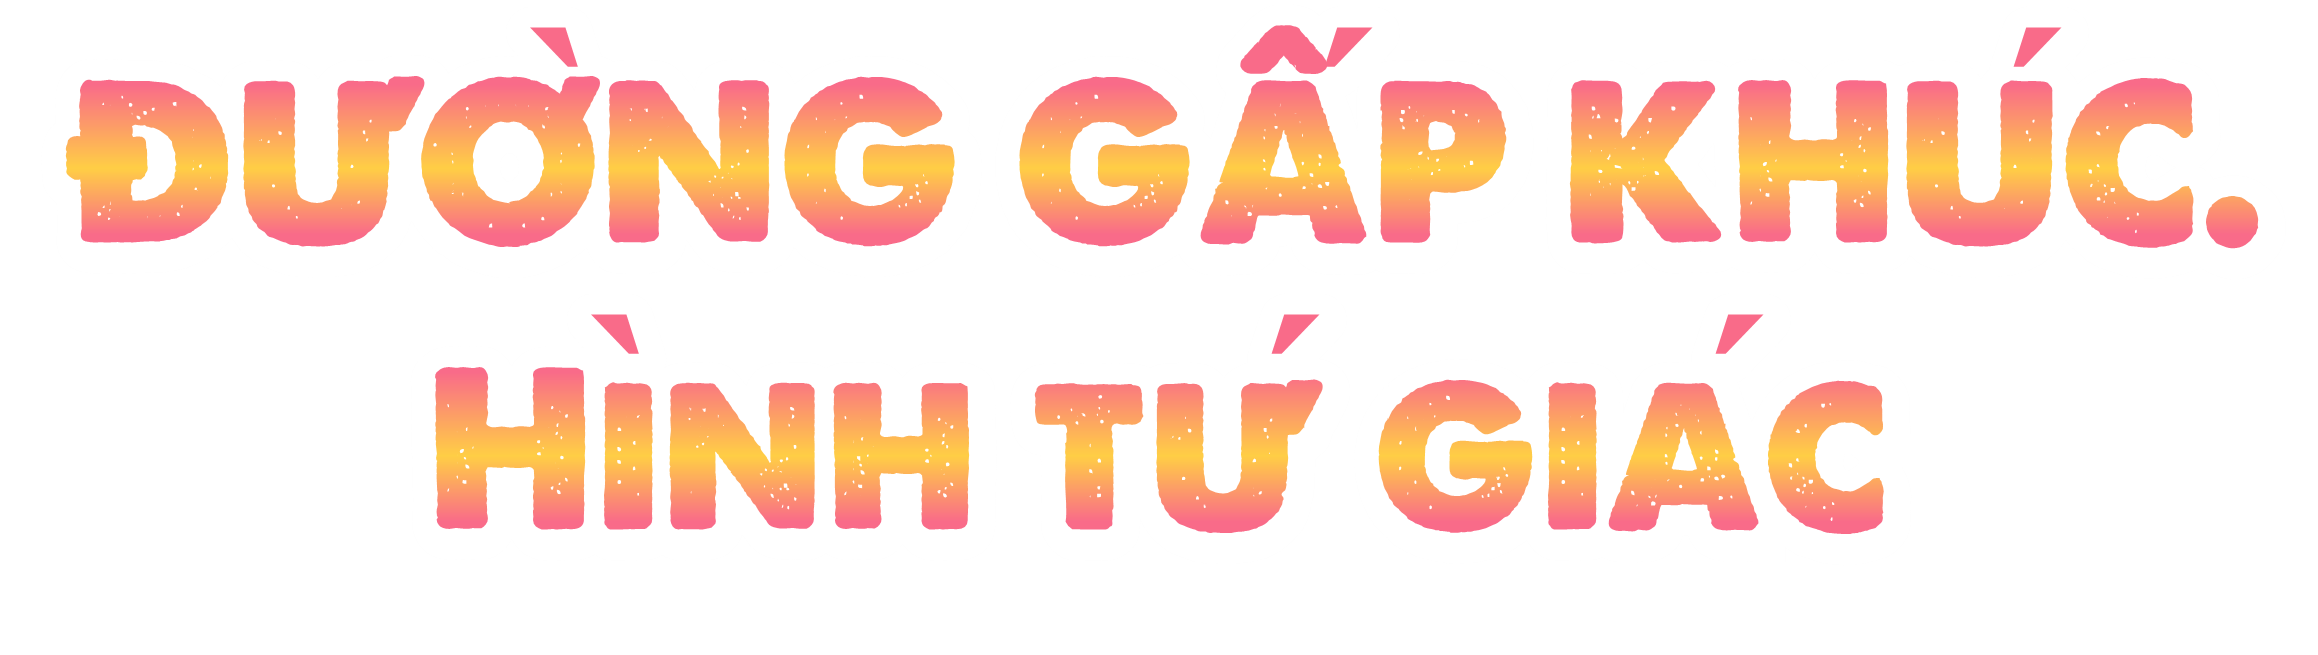 ĐƯỜNG GẤP KHÚC.
HÌNH TỨ GIÁC